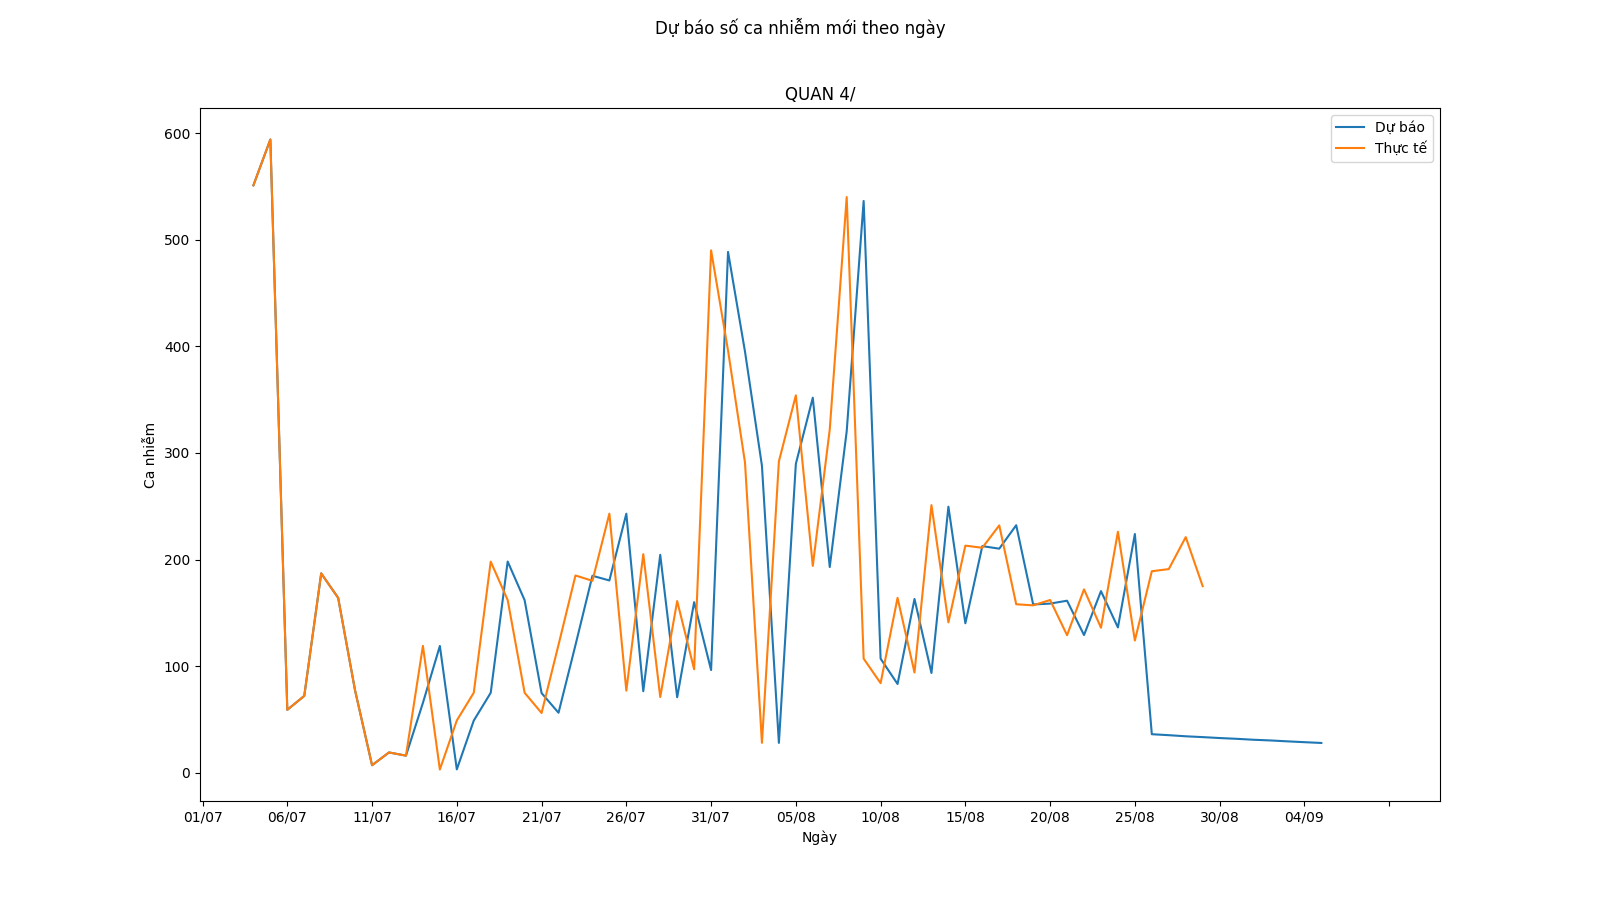 Dự báo số ca nhiễm mới theo ngày
QUAN 4/
Dự báo
Thực tế
600
500
400
300
200
100
0
Ca nhiễm
01/07 06/07 11/07 16/07 21/07 26/07 31/07 05/08 10/08 15/08 20/08 25/08 30/08 04/09
Ngày